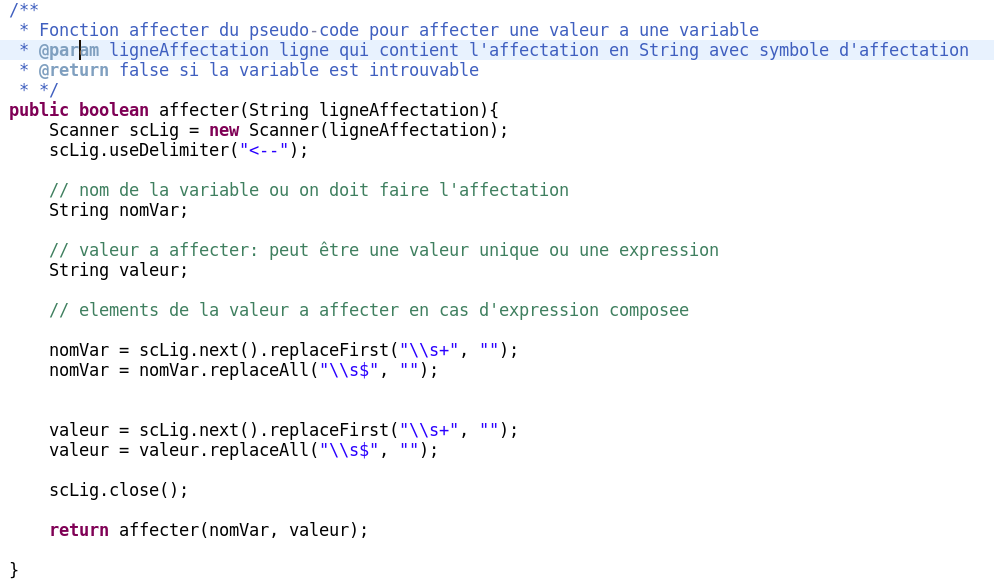 /**
 * Fonction affecter du pseudo-code pour affecter une valeur a une variable
 * @param ligneAffectation ligne qui contient l'affectation en String avec symbole d'affectation
 * @return false si la variable est introuvable
 * */
public boolean affecter(String ligneAffectation){
    Scanner scLig = new Scanner(ligneAffectation);
    scLig.useDelimiter("<--");
    // nom de la variable ou on doit faire l'affectation
    String nomVar;
    // valeur a affecter: peut être une valeur unique ou une expression
    String valeur;
    // elements de la valeur a affecter en cas d'expression composee
    nomVar = scLig.next().replaceFirst("\\s+", "");
    nomVar = nomVar.replaceAll("\\s$", "");
    valeur = scLig.next().replaceFirst("\\s+", "");
    valeur = valeur.replaceAll("\\s$", "");
    scLig.close();
    return affecter(nomVar, valeur);
}